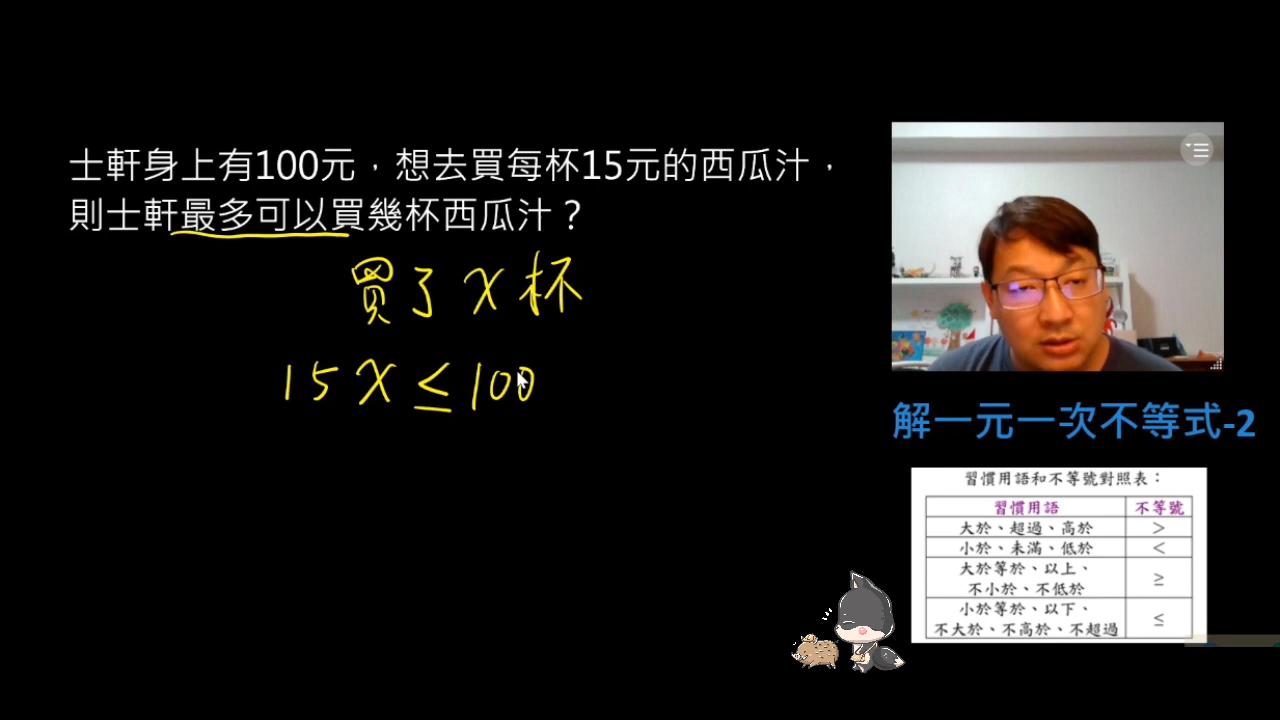 士軒身上有100元，想去買每杯15元的西瓜汁，
則士軒最多可以買幾杯西瓜汁？
買了 x 杯
15x ≤ 100
解一元一次不等式-2
習慣用語和不等號對照表：
習慣用語 不等號
大於、超過、高於 >
小於、未滿、低於 <
大於等於、以上、
不小於、不低於 ≥
小於等於、以下、
不大於、不高於、不超過 ≤